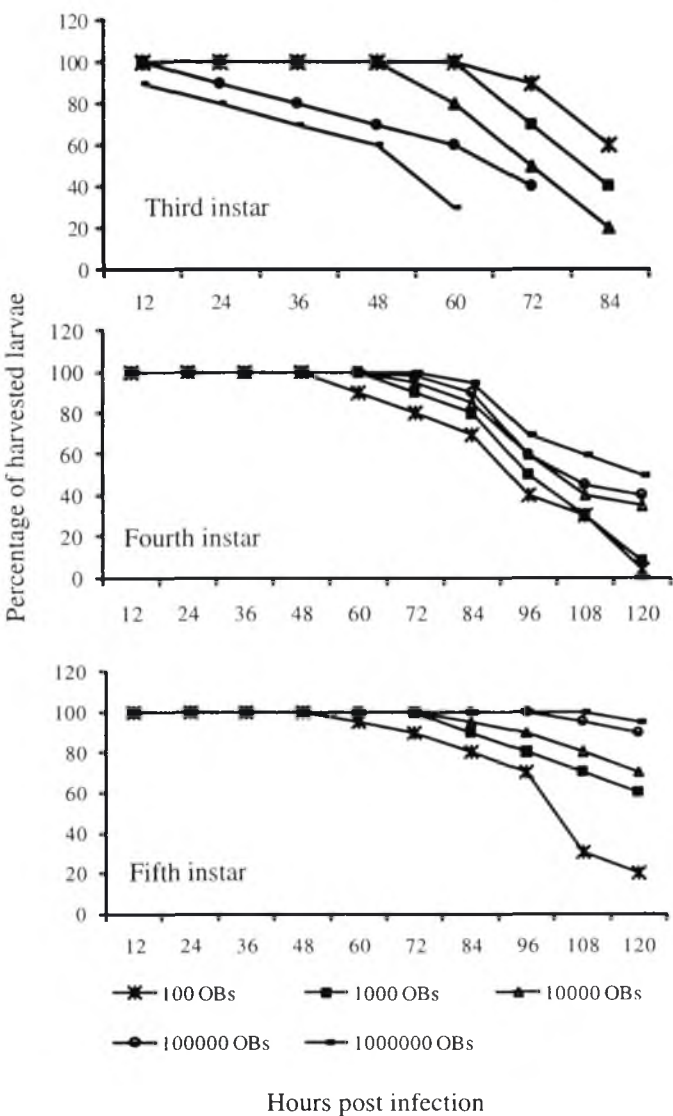 Percentage of harvested larvae
120
100
80
60
40
20
0
Third instar
12 24 36 48 60 72 84
120
100
80
60
40
20
0
Fourth instar
12 24 36 48 60 72 84 96 108 120
120
100
80
60
40
20
0
Fifth instar
12 24 36 48 60 72 84 96 108 120
100 OBs 1000 OBs 10000 OBs
100000 OBs 1000000 OBs
Hours post infection